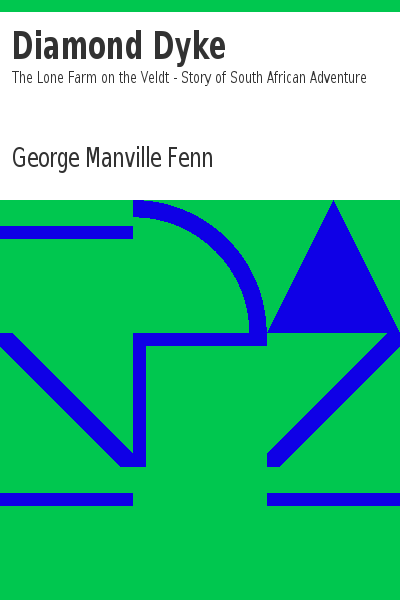 Diamond Dyke
The Lone Farm on the Veldt - Story of South African Adventure
George Manville Fenn